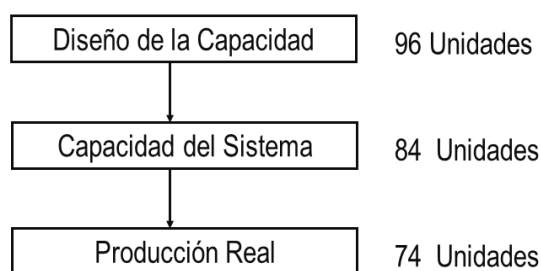 Diseño de la Capacidad 96 Unidades
Capacidad del Sistema 84 Unidades
Producción Real 74 Unidades